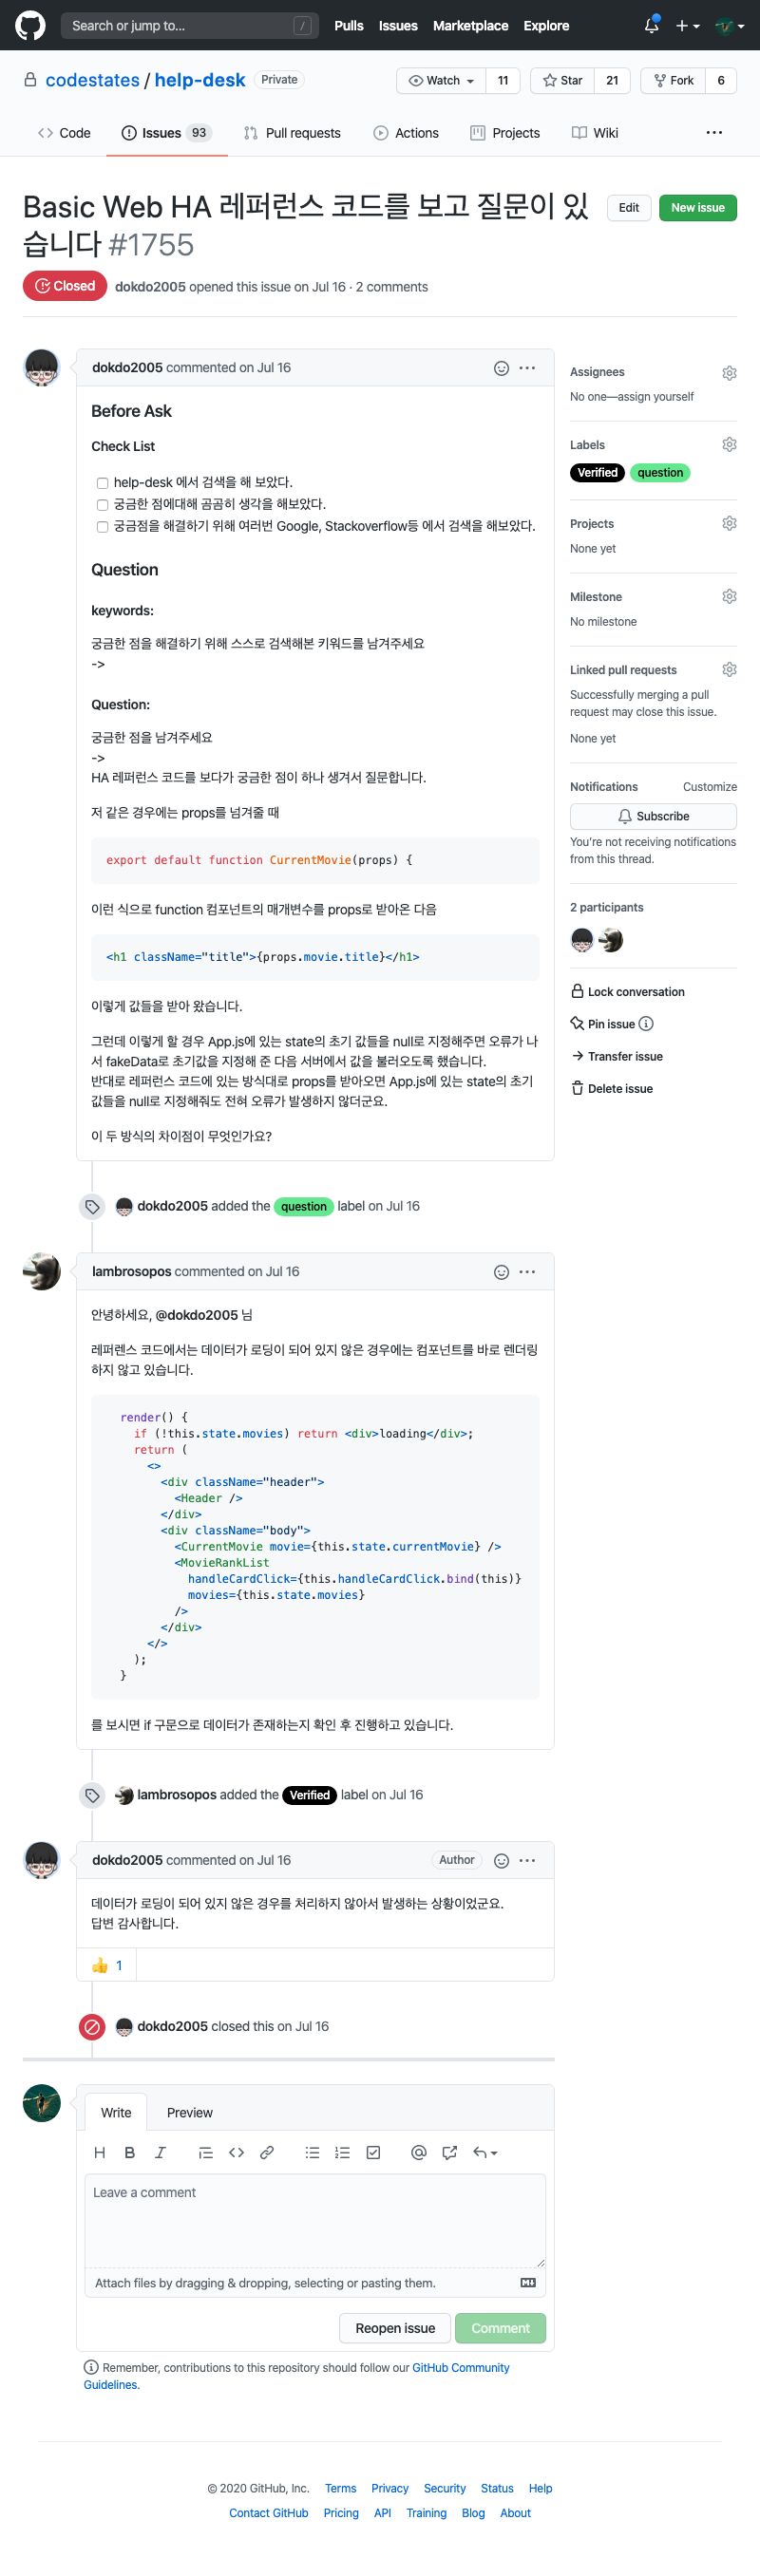 Search or jump to...
/
Pulls
Issues
Marketplace
Explore
codestates / help-desk
Private
Watch
11
Star
21
Fork
6
Code
Issues 93
Pull requests
Actions
Projects
Wiki
Basic Web HA 레퍼런스 코드를 보고 질문이 있
습니다 #1755
Edit
New issue
Closed
dokdo2005 opened this issue on Jul 16 · 2 comments
dokdo2005 commented on Jul 16
Before Ask
Check List
help-desk 에서 검색을 해 보았다.
궁금한 점에대해 곰곰히 생각을 해보았다.
궁금점을 해결하기 위해 여러번 Google, Stackoverflow등 에서 검색을 해보았다.
Question
keywords:
궁금한 점을 해결하기 위해 스스로 검색해본 키워드를 남겨주세요
->
Question:
궁금한 점을 남겨주세요
->
HA 레퍼런스 코드를 보다가 궁금한 점이 하나 생겨서 질문합니다.
저 같은 경우에는 props를 넘겨줄 때
export default function CurrentMovie(props) {
이런 식으로 function 컴포넌트의 매개변수를 props로 받아온 다음
<h1 className="title">{props.movie.title}</h1>
이렇게 값들을 받아 왔습니다.
그런데 이렇게 할 경우 App.js에 있는 state의 초기 값들을 null로 지정해주면 오류가 나
서 fakeData로 초기값을 지정해 준 다음 서버에서 값을 불러오도록 했습니다.
반대로 레퍼런스 코드에 있는 방식대로 props를 받아오면 App.js에 있는 state의 초기
값들을 null로 지정해줘도 전혀 오류가 발생하지 않더군요.
이 두 방식의 차이점이 무엇인가요?
Assignees
No one—assign yourself
Labels
Verified
question
Projects
None yet
Milestone
No milestone
Linked pull requests
Successfully merging a pull
request may close this issue.
None yet
Notifications
Customize
Subscribe
You're not receiving notifications
from this thread.
2 participants
Lock conversation
Pin issue
Transfer issue
Delete issue
dokdo2005 added the question label on Jul 16
lambrosopos commented on Jul 16
안녕하세요, @dokdo2005 님
레퍼렌스 코드에서는 데이터가 로딩이 되어 있지 않은 경우에는 컴포넌트를 바로 렌더링
하지 않고 있습니다.
render() {
if (!this.state.movies) return <div>loading</div>;
return (
<>
<div className="header">
<Header />
</div>
<div className="body">
<CurrentMovie movie={this.state.currentMovie} />
<MovieRankList
handleCardClick={this.handleCardClick.bind(this)}
movies={this.state.movies}
/>
</div>
</>
);
}
를 보시면 if 구문으로 데이터가 존재하는지 확인 후 진행하고 있습니다.
lambrosopos added the Verified label on Jul 16
dokdo2005 commented on Jul 16
Author
데이터가 로딩이 되어 있지 않은 경우를 처리하지 않아서 발생하는 상황이었군요.
답변 감사합니다.
👍 1
dokdo2005 closed this on Jul 16
Write
Preview
Leave a comment
Attach files by dragging & dropping, selecting or pasting them.
Reopen issue
Comment
Remember, contributions to this repository should follow our GitHub Community
Guidelines.
© 2020 GitHub, Inc.
Terms
Privacy
Security
Status
Help
Contact GitHub
Pricing
API
Training
Blog
About